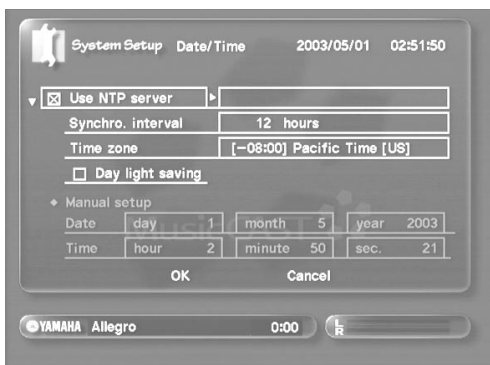 System Setup Date/Time 2003/05/01 02:51:50
Use NTP server
Synchro. interval 12 hours
Time zone [-08:00] Pacific Time [US]
Day light saving
Manual setup
Date day 1 month 5 year 2003
Time hour 2 minute 50 sec. 21
MusicCAST
OK Cancel
YAMAHA Allegro 0:00 L
R